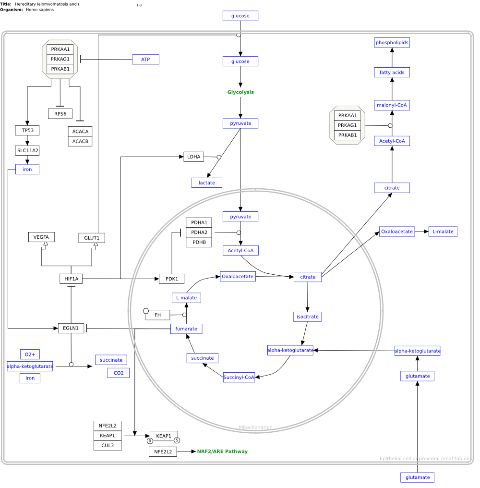 Title: Hereditary leiomyomatosis and r
Organism: Homo sapiens
glucose
PRKAA1
PRKAG1
PRKAB1
ATP
glucose
phospholipids
fatty acids
Glycolysis
malonyl-CoA
RPS6
PRKAA1
PRKAG1
PRKAB1
pyruvate
TP53
ACACA
ACACB
Acetyl-CoA
SLC11A2
LDHA
iron
lactate
citrate
pyruvate
PDHA1
PDHA2
PDHB
VEGFA
GLUT1
Oxaloacetate
L-malate
Acetyl-CoA
HIF1A
PDK1
Oxaloacetate
citrate
L-malate
FH
isocitrate
EGLN1
fumarate
O2+
alpha-ketoglutarate
iron
succinate
CO2
succinate
alpha-ketoglutarate
alpha-ketoglutarate
Succinyl-CoA
glutamate
NFE2L2
KEAP1
CUL3
KEAP1
S
S
NFE2L2
NRF2/ARE Pathway
Mitochondrion
glutamate